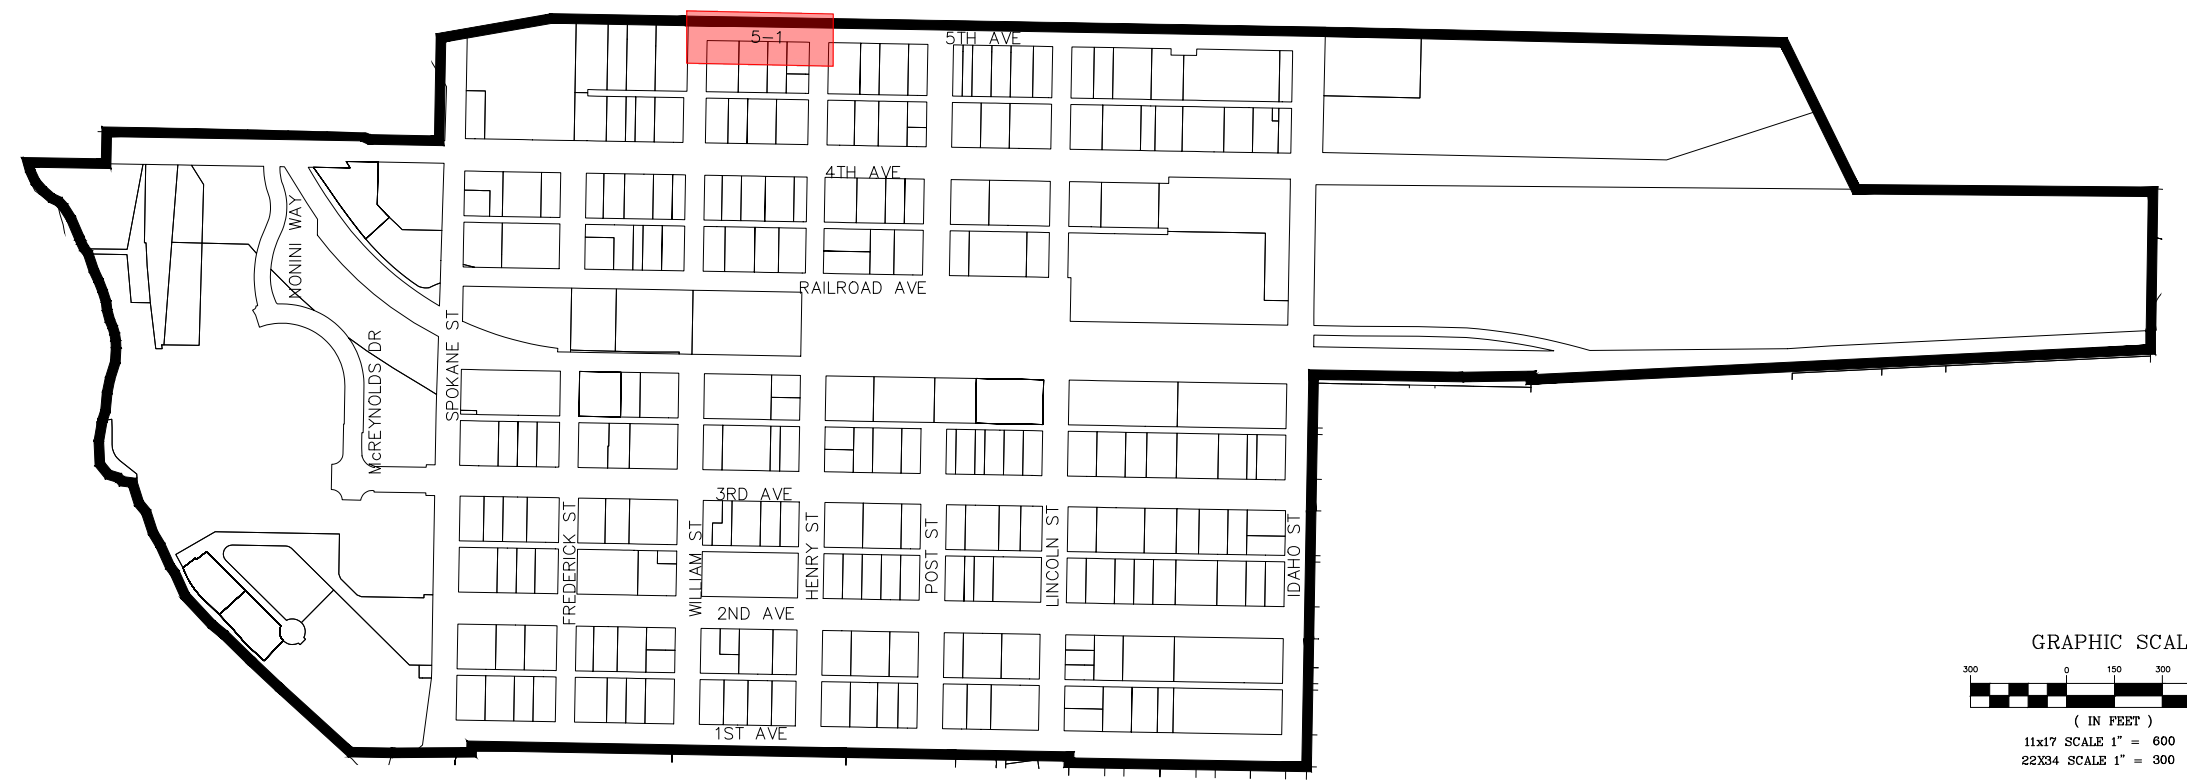 5-1
5TH AVE
4TH AVE
MONINI WAY
RAILROAD AVE
SPOKANE ST
McREYNOLDS DR
3RD AVE
FREDERICK ST
WILLIAM ST
HENRY ST
POST ST
LINCOLN ST
IDAHO ST
2ND AVE
1ST AVE
GRAPHIC SCAL
300 0 150 300
( IN FEET )
11x17 SCALE 1" = 600
22X34 SCALE 1" = 300